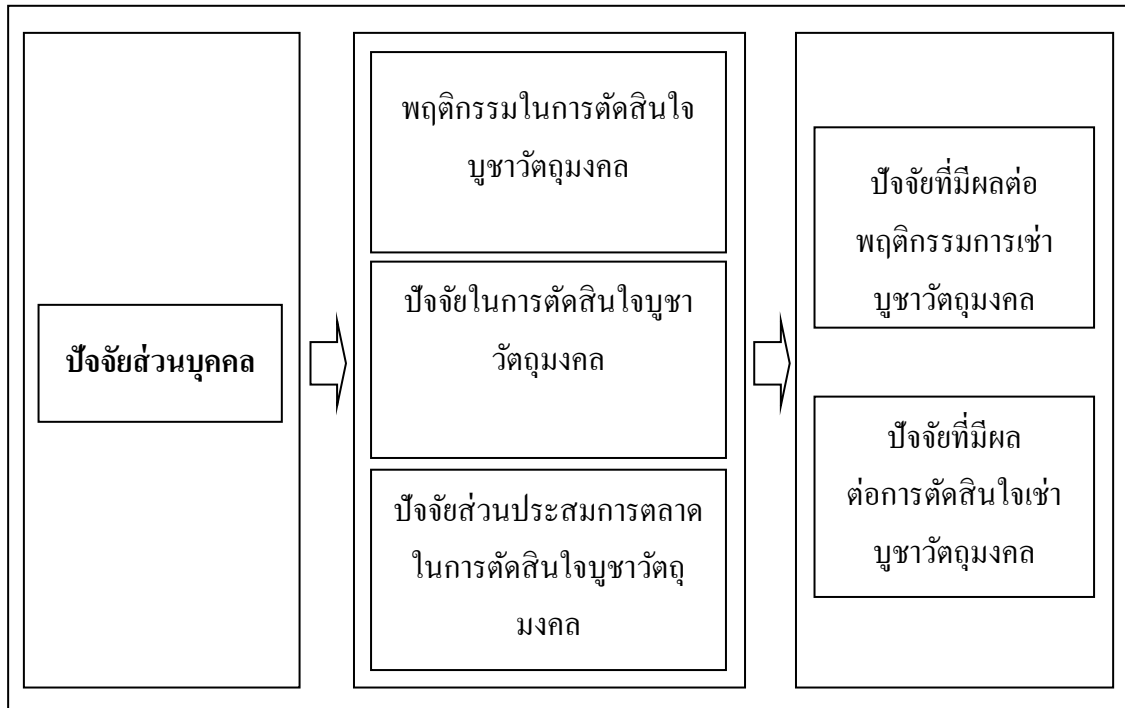 ปัจจัยส่วนบุคคล
พฤติกรรมในการตัดสินใจ
บูชาวัตถุมงคล
ปัจจัยในการตัดสินใจบูชา
วัตถุมงคล
ปัจจัยส่วนประสมการตลาด
ในการตัดสินใจบูชาวัตถุ
มงคล
ปัจจัยที่มีผลต่อ
พฤติกรรมการเช่า
บูชาวัตถุมงคล
ปัจจัยที่มีผล
ต่อการตัดสินใจเช่า
บูชาวัตถุมงคล